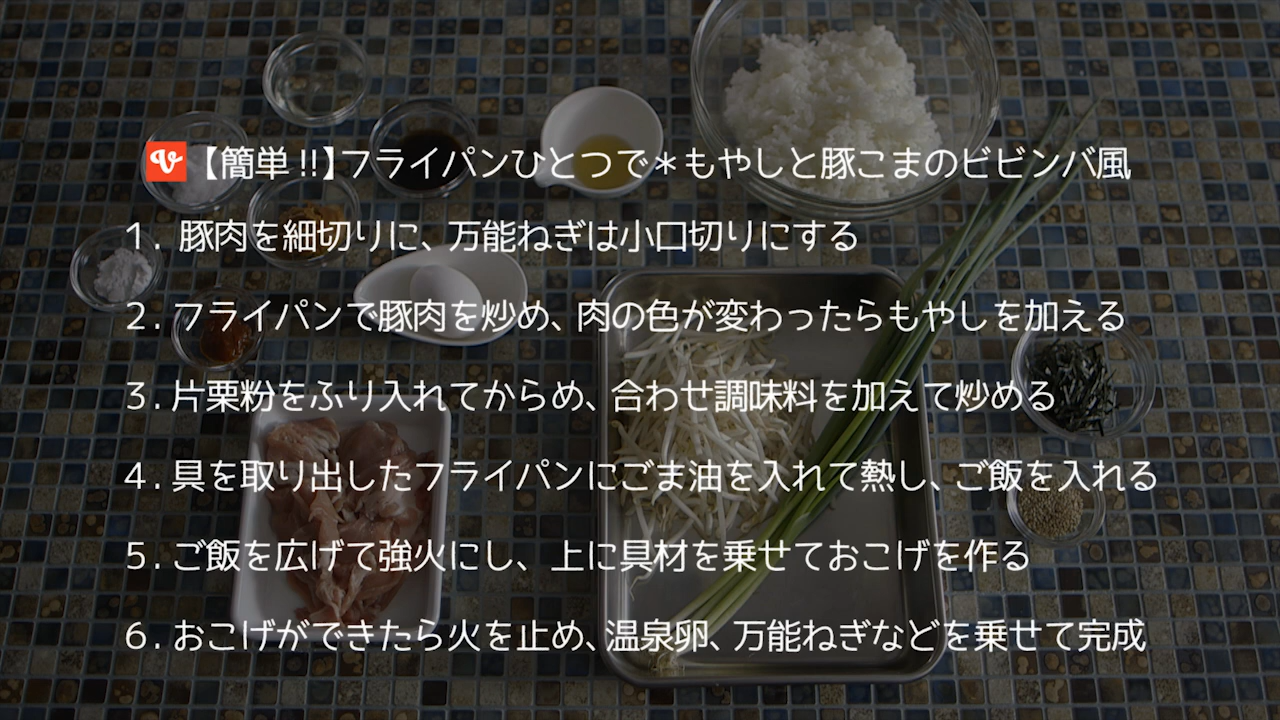 V【簡単!!】フライパンひとつで＊もやしと豚こまのビビンバ風
1. 豚肉を細切りに、万能ねぎは小口切りにする
2. フライパンで豚肉を炒め、肉の色が変わったらもやしを加える
3. 片栗粉をふり入れてからめ、合わせ調味料を加えて炒める
4. 具を取り出したフライパンにごま油を入れて熱し、ご飯を入れる
5. ご飯を広げて強火にし、上に具材を乗せておこげを作る
6. おこげができたら火を止め、温泉卵、万能ねぎなどを乗せて完成